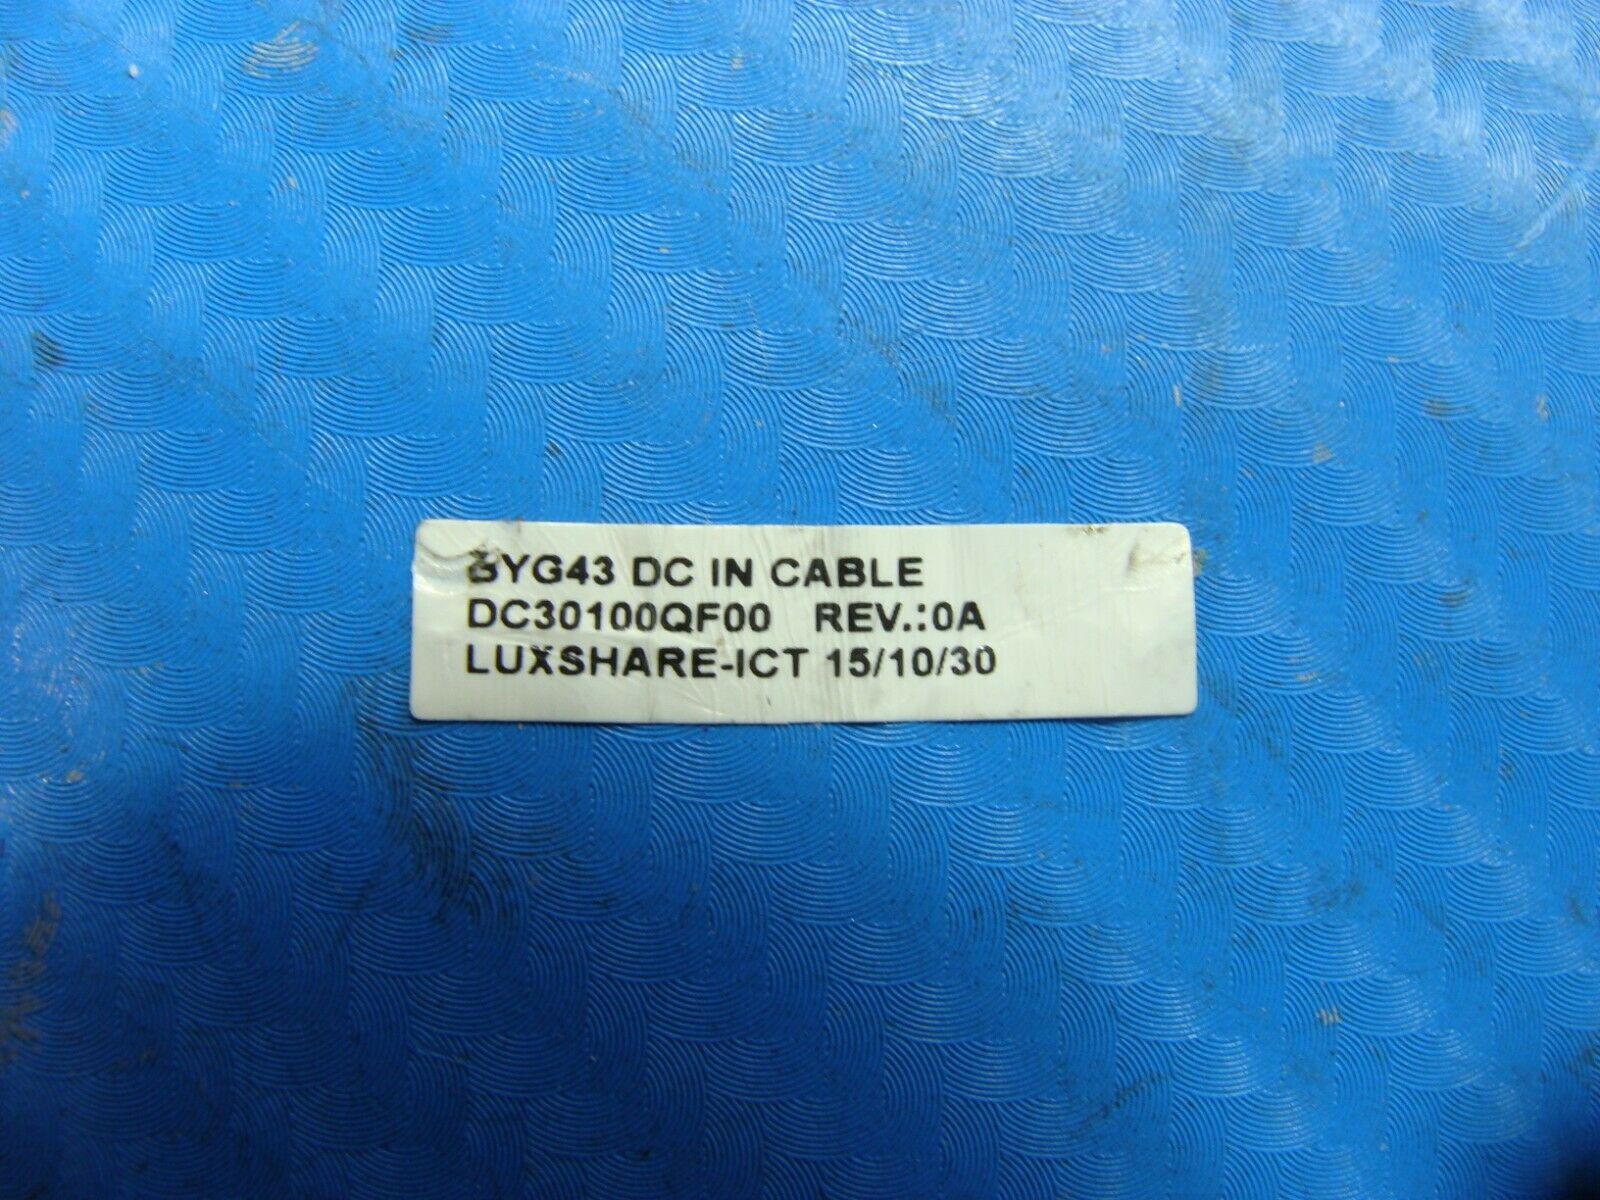 BYG43 DC IN CABLE
DC30100QF00 REV.:0A
LUXSHARE-ICT 15/10/30